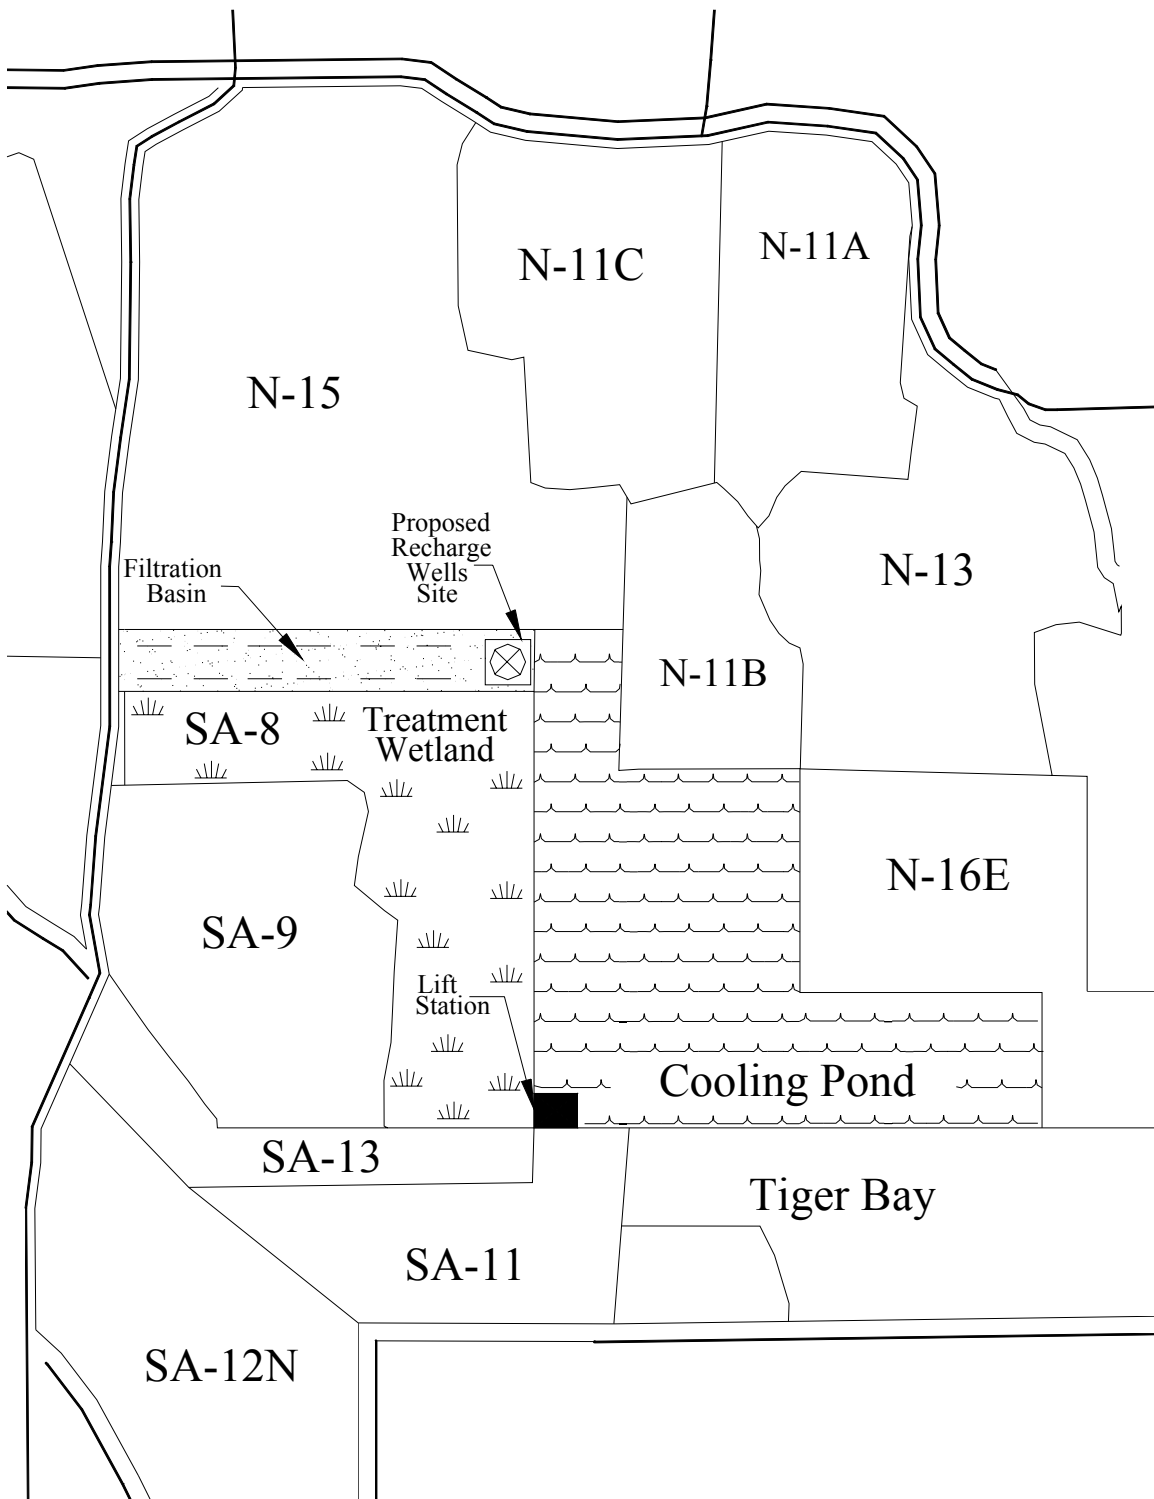 N-11A
N-11C
N-15
Proposed
Recharge
Wells
Site
Filtration
Basin
N-13
N-11B
SA-8
Treatment
Wetland
N-16E
SA-9
Lift
Station
Cooling Pond
SA-13
Tiger Bay
SA-11
SA-12N